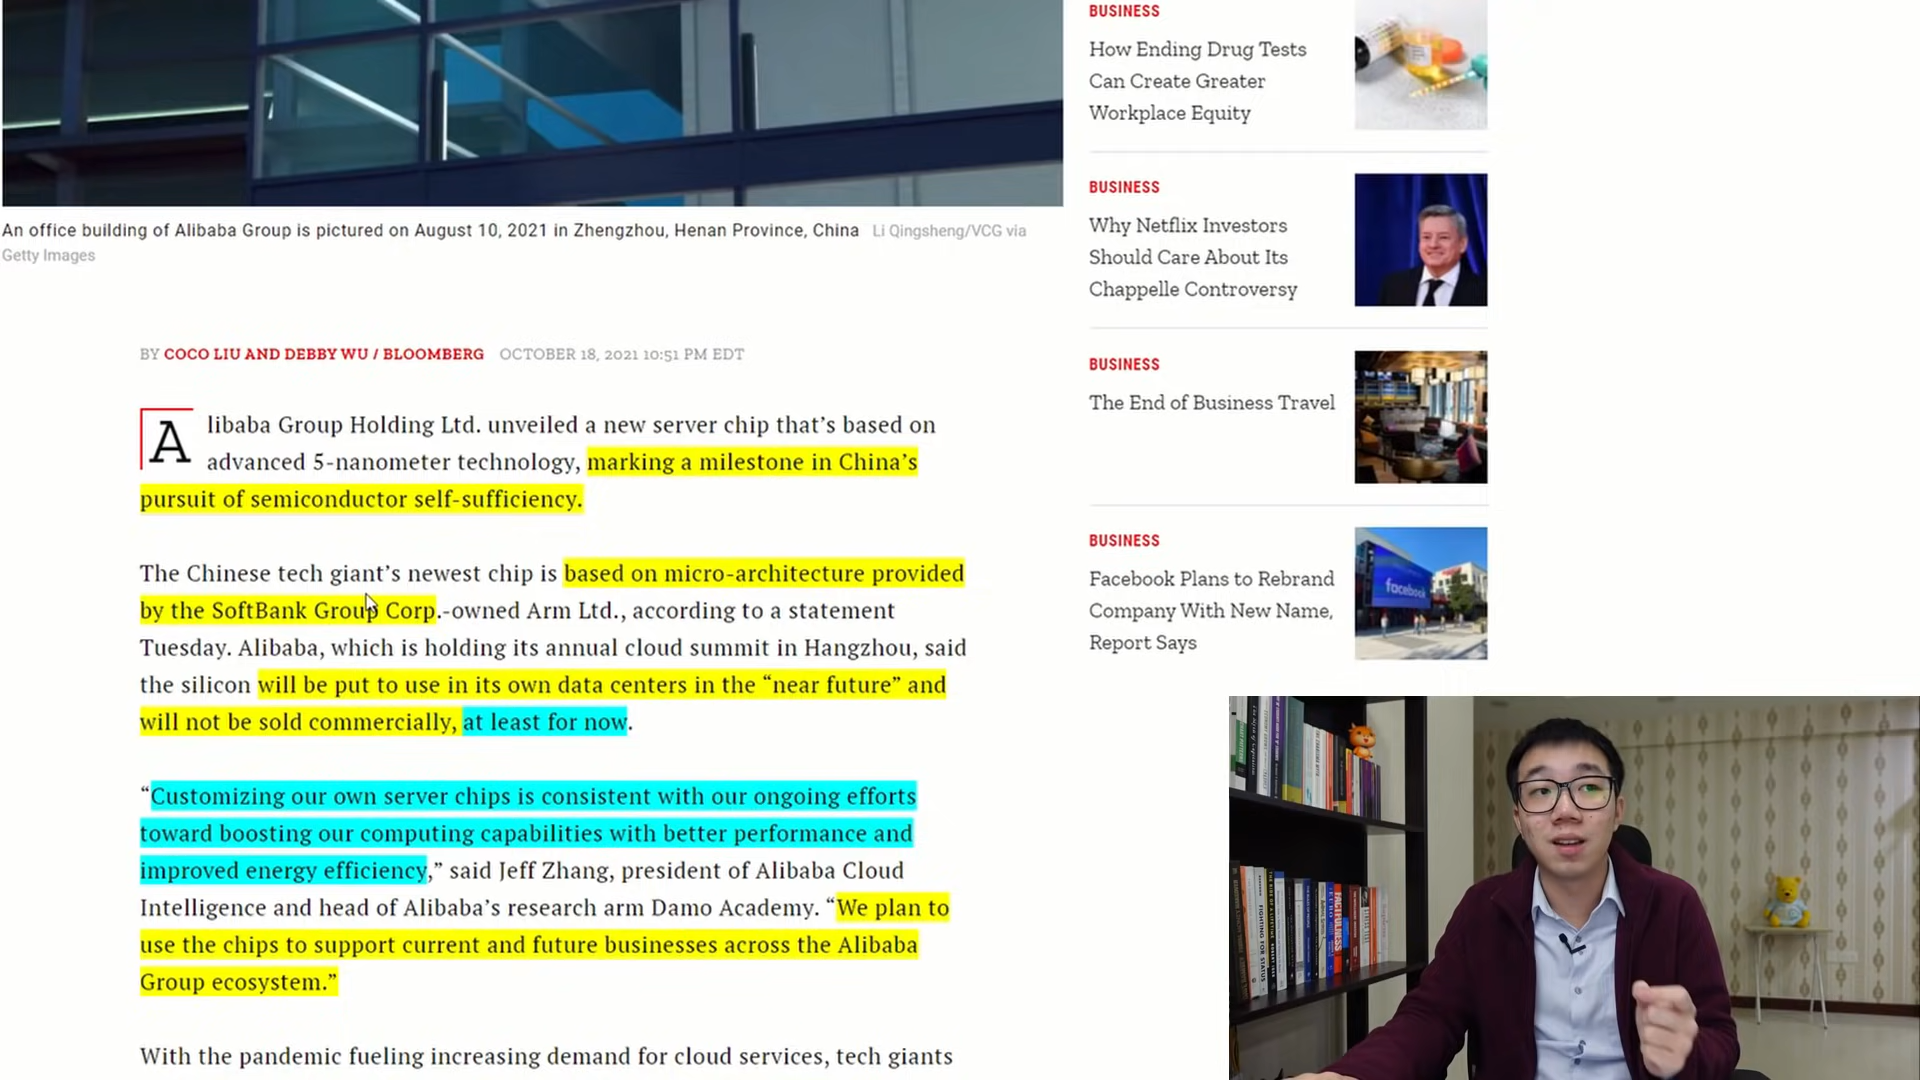 An office building of Alibaba Group is pictured on August 10, 2021 in Zhengzhou, Henan Province, China Li Qingsheng/VCG via
Getty Images
BY COCO LIU AND DEBBY WU / BLOOMBERG OCTOBER 18, 2021 10:51 PM EDT
Alibaba Group Holding Ltd. unveiled a new server chip that’s based on
advanced 5-nanometer technology, marking a milestone in China’s
pursuit of semiconductor self-sufficiency.
The Chinese tech giant’s newest chip is based on micro-architecture provided
by the SoftBank Group Corp.-owned Arm Ltd., according to a statement
Tuesday. Alibaba, which is holding its annual cloud summit in Hangzhou, said
the silicon will be put to use in its own data centers in the “near future” and
will not be sold commercially, at least for now.
“Customizing our own server chips is consistent with our ongoing efforts
toward boosting our computing capabilities with better performance and
improved energy efficiency,” said Jeff Zhang, president of Alibaba Cloud
Intelligence and head of Alibaba’s research arm Damo Academy. “We plan to
use the chips to support current and future businesses across the Alibaba
Group ecosystem.”
With the pandemic fueling increasing demand for cloud services, tech giants
BUSINESS
How Ending Drug Tests
Can Create Greater
Workplace Equity
BUSINESS
Why Netflix Investors
Should Care About Its
Chappelle Controversy
BUSINESS
The End of Business Travel
BUSINESS
Facebook Plans to Rebrand
Company With New Name,
Report Says
facebook
FIGHTING FOR STATUS
FACTFULNESS